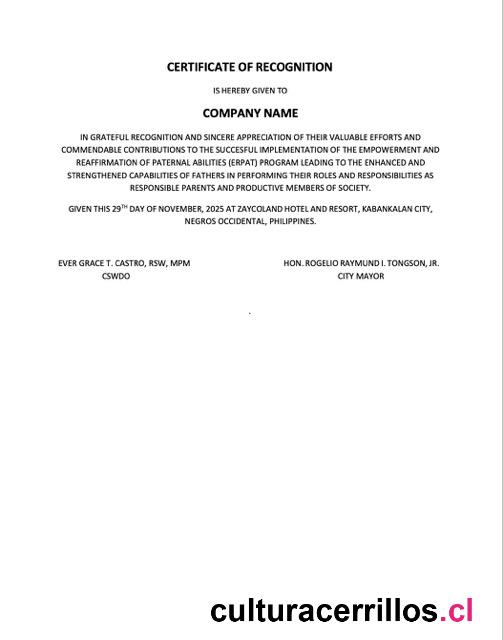 CERTIFICATE OF RECOGNITION
IS HEREBY GIVEN TO
COMPANY NAME
IN GRATEFUL RECOGNITION AND SINCERE APPRECIATION OF THEIR VALUABLE EFFORTS AND
COMMENDABLE CONTRIBUTIONS TO THE SUCCESFUL IMPLEMENTATION OF THE EMPOWERMENT AND
REAFFIRMATION OF PATERNAL ABILITIES (ERPAT) PROGRAM LEADING TO THE ENHANCED AND
STRENGTHENED CAPABILITIES OF FATHERS IN PERFORMING THEIR ROLES AND RESPONSIBILITIES AS
RESPONSIBLE PARENTS AND PRODUCTIVE MEMBERS OF SOCIETY.
GIVEN THIS 29TH DAY OF NOVEMBER, 2025 AT ZAYCOLAND HOTEL AND RESORT, KABANKALAN CITY,
NEGROS OCCIDENTAL, PHILIPPINES.
EVER GRACE T. CASTRO, RSW, MPM HON. ROGELIO RAYMUND I. TONGSON, JR.
CSWDO CITY MAYOR
.
culturacerrillos.cl